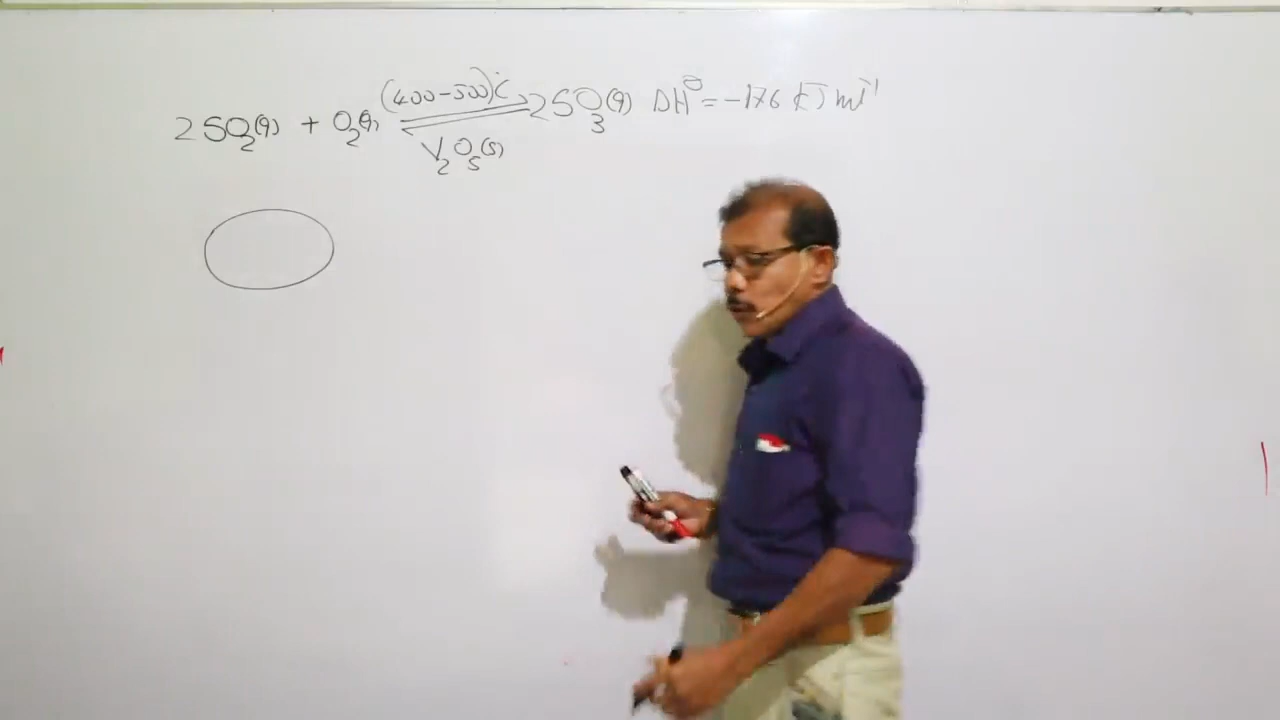 2SO₂(g) + O₂(g) ⇌ 2SO₃(g) ΔH° = -176 kJ mol⁻¹
(400-500)°C
V₂O₅(s)